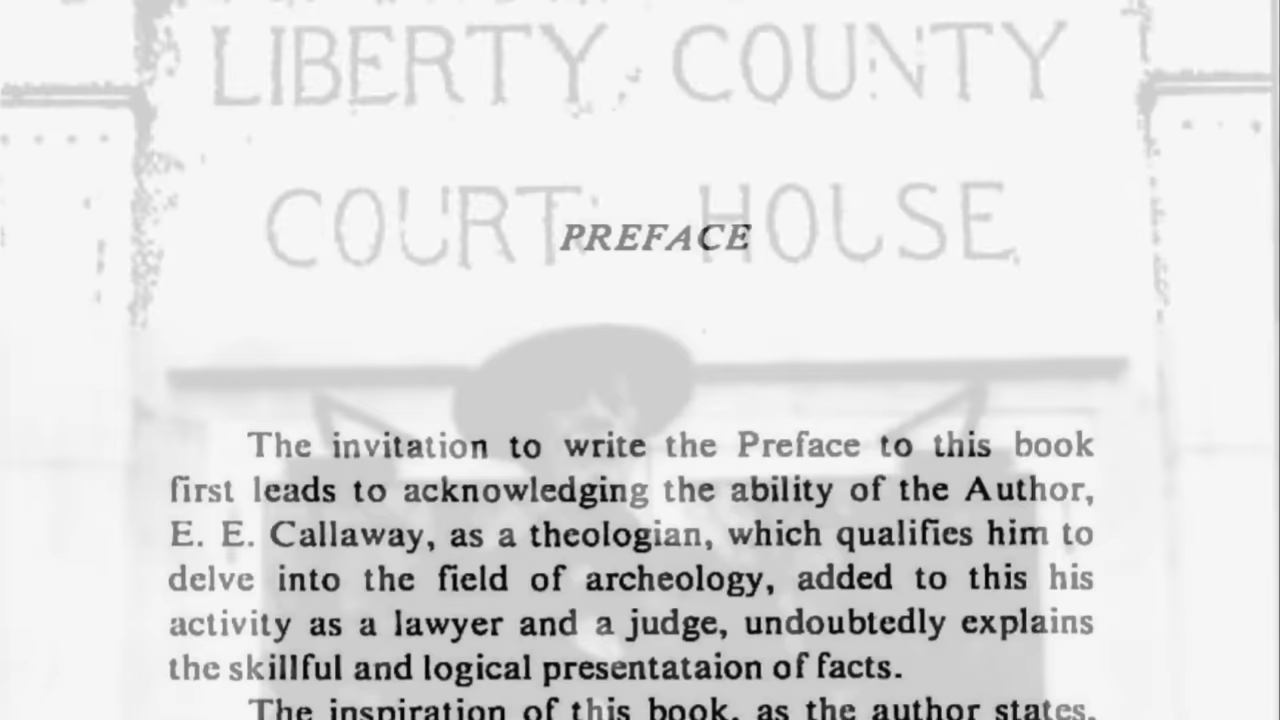 LIBERTY COUNTY
COURT HOUSE
PREFACE
The invitation to write the Preface to this book
first leads to acknowledging the ability of the Author,
E. E. Callaway, as a theologian, which qualifies him to
delve into the field of archeology, added to this his
activity as a lawyer and a judge, undoubtedly explains
the skillful and logical presentataion of facts.
The inspiration of this book, as the author states,